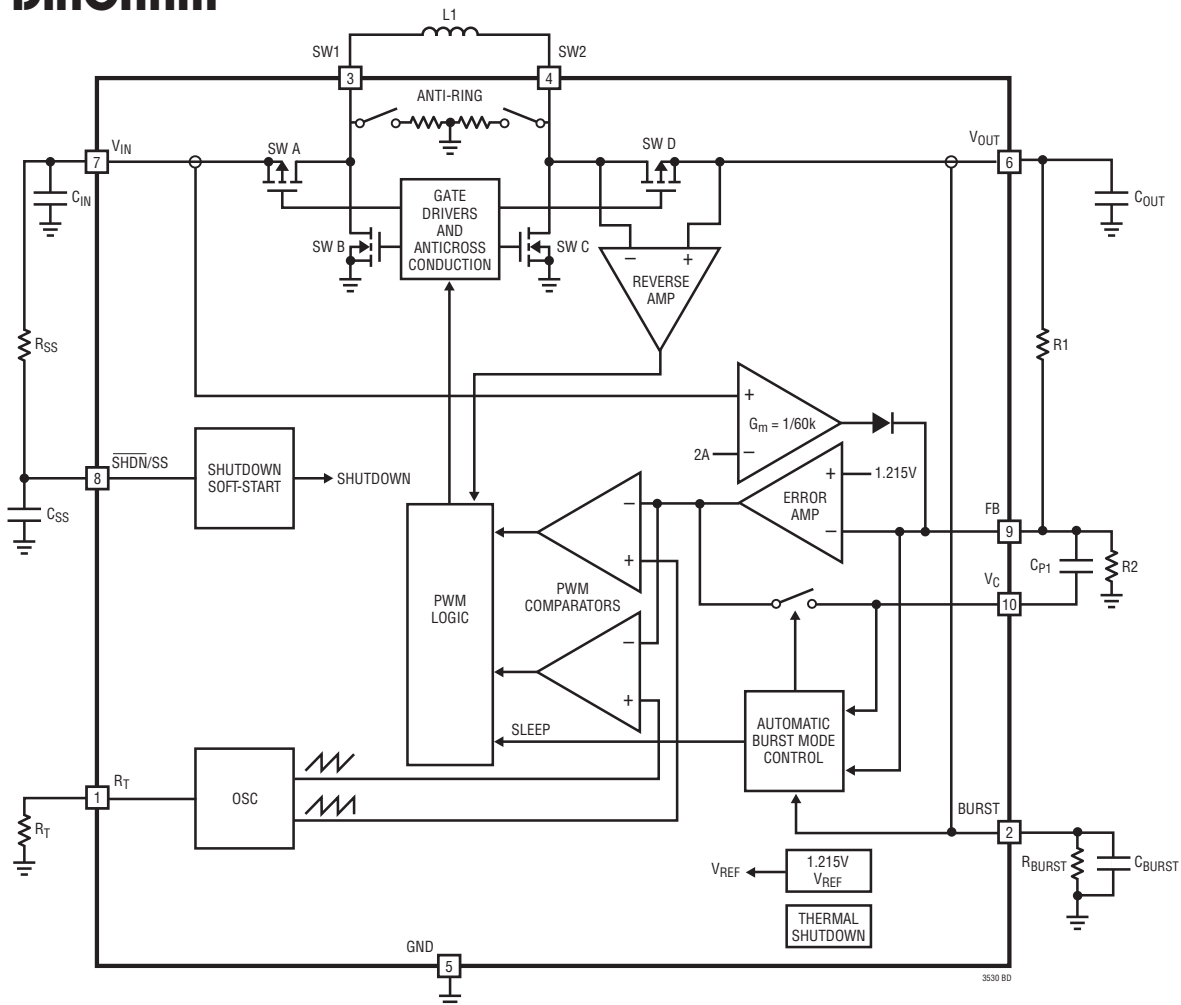 L1
SW1
SW2
3
4
ANTI-RING
VIN
7
SW A
SW D
VOUT
6
CIN
COUT
GATE
DRIVERS
AND
ANTICROSS
CONDUCTION
SW B
SW C
–
+
REVERSE
AMP
RSS
R1
+
Gm = 1/60k
2A
–
SHDN/SS
8
SHUTDOWN
SOFT-START
SHUTDOWN
+
1.215V
ERROR
AMP
–
FB
9
CSS
–
+
PWM
COMPARATORS
–
+
PWM
LOGIC
VC
10
CP1
R2
SLEEP
AUTOMATIC
BURST MODE
CONTROL
RT
1
OSC
RT
BURST
2
RBURST
CBURST
VREF
1.215V
VREF
THERMAL
SHUTDOWN
GND
5
3530 BD